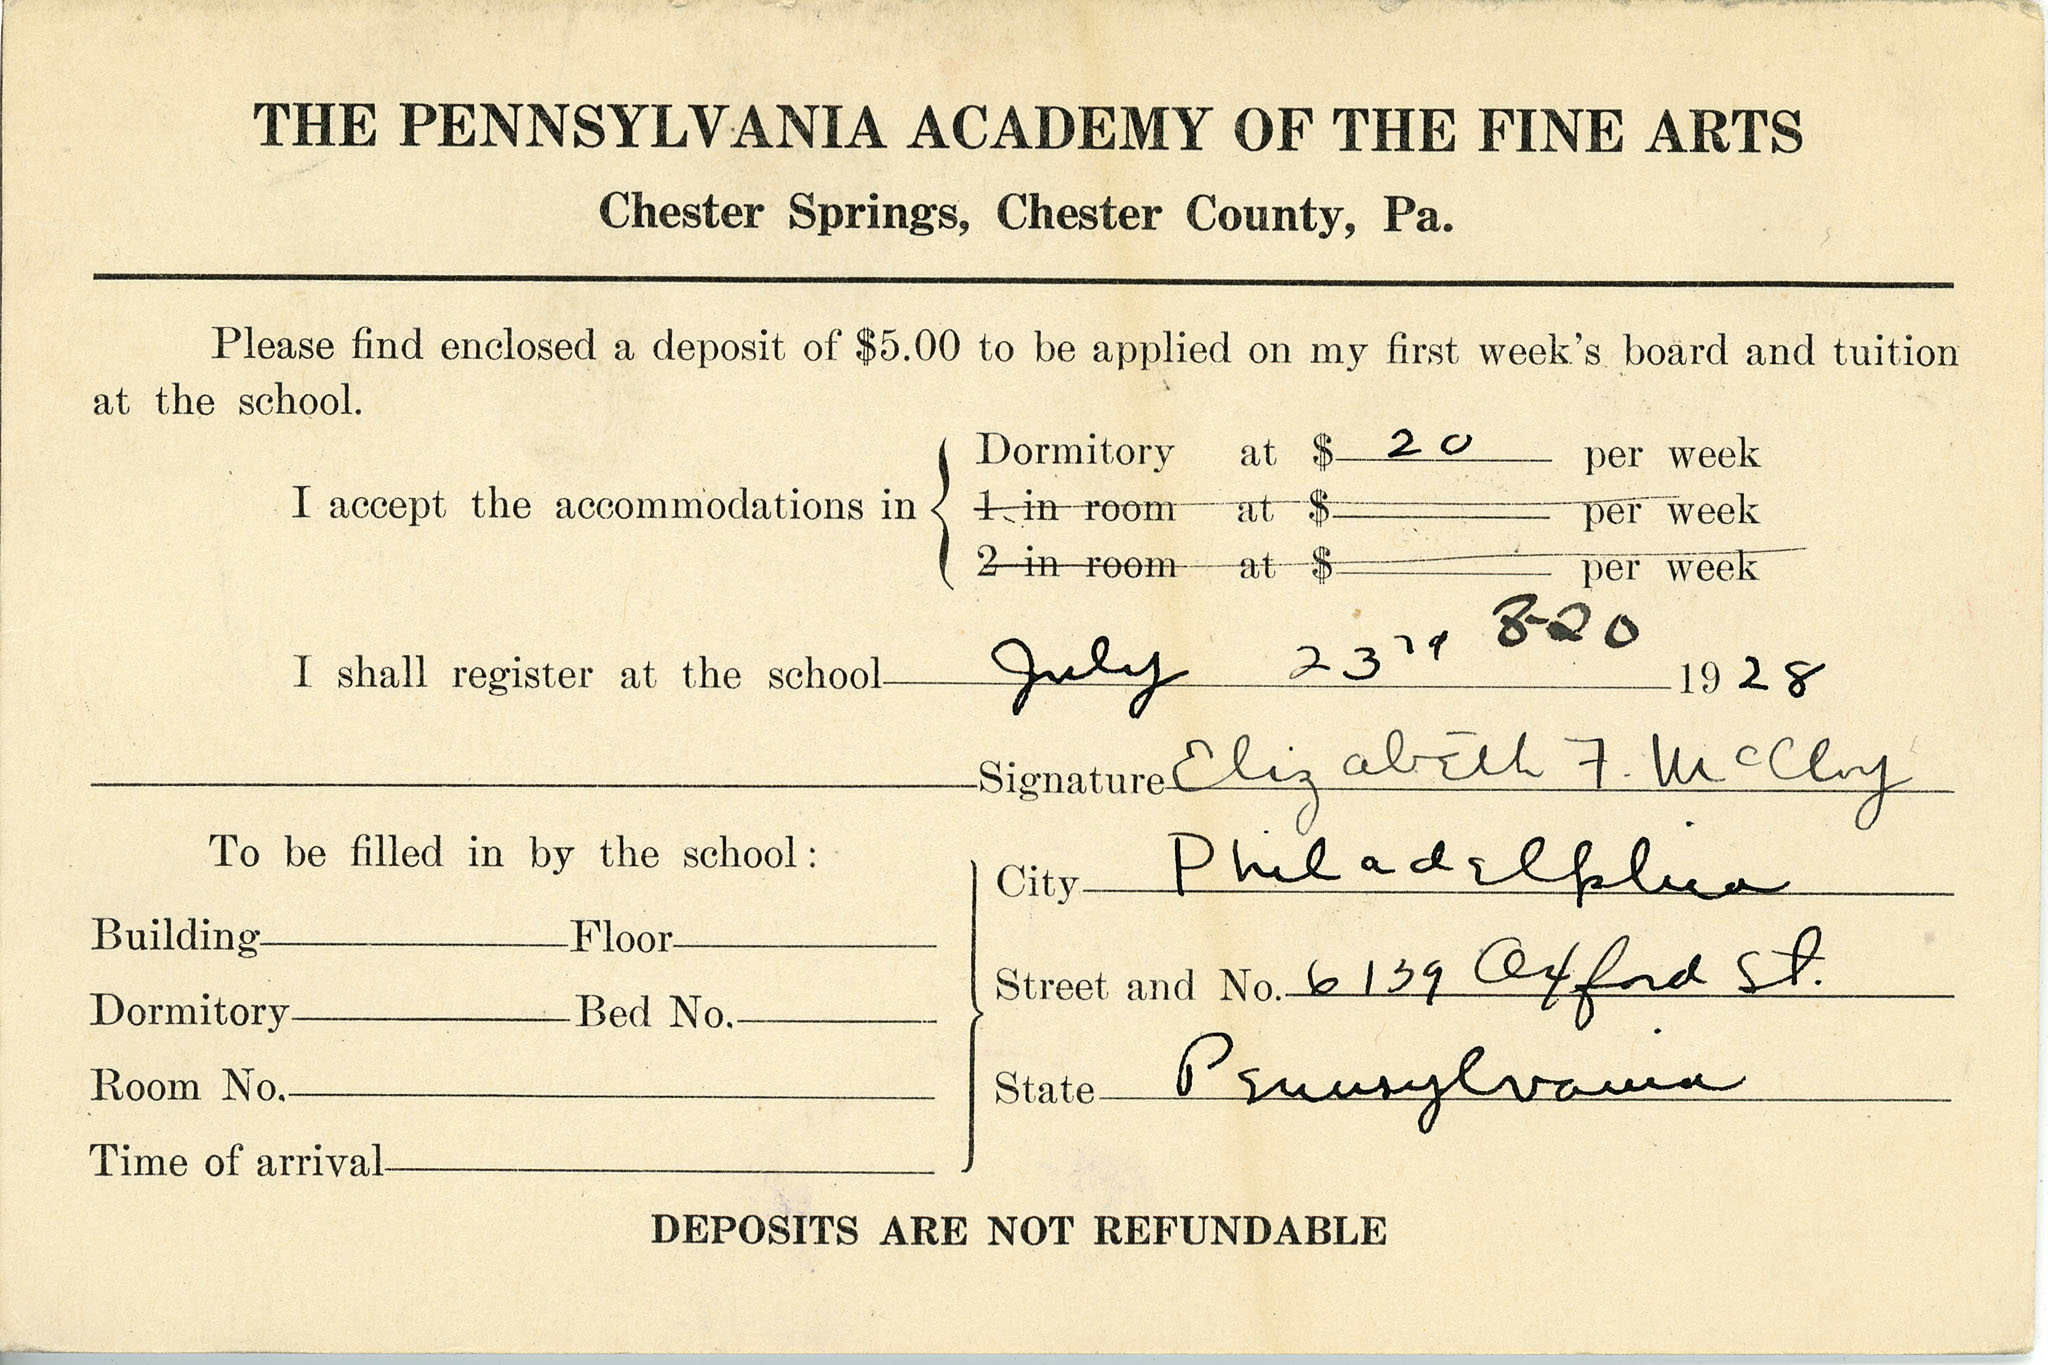 THE PENNSYLVANIA ACADEMY OF THE FINE ARTS
Chester Springs, Chester County, Pa.
Please find enclosed a deposit of $5.00 to be applied on my first week's board and tuition
at the school.
Dormitory at $ 20 per week
I accept the accommodations in 1 in room at $ per week
2 in room at $ per week
8-20
I shall register at the school July 23rd 1928
Signature Elizabeth F. McCloy
To be filled in by the school:
City Philadelphia
Building Floor
Street and No. 6139 Oxford St.
Dormitory Bed No.
Room No.
State Pennsylvania
Time of arrival
DEPOSITS ARE NOT REFUNDABLE